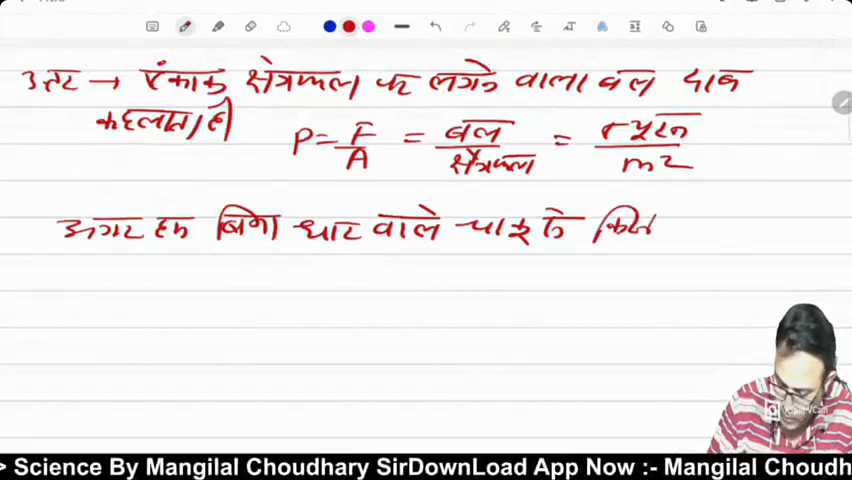 उत्तर → एकांक क्षेत्रफल पर लगने वाला बल दाब
कहलाता है
P = F/A = बल/क्षेत्रफल = न्यूटन/m2
अगर हम बिना धार वाले चाकू से किसी
> Science By Mangilal Choudhary SirDownLoad App Now :- Mangilal Choudh